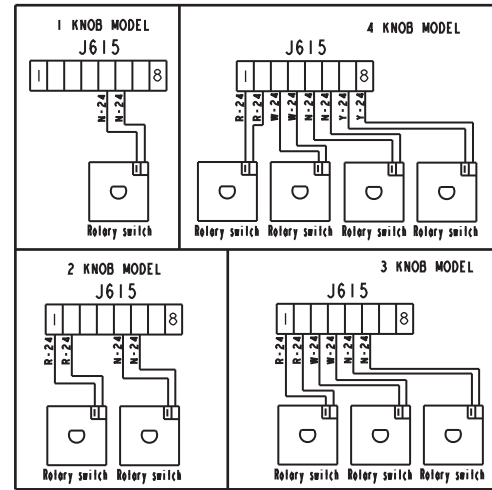 1 KNOB MODEL
J615
1 8
N-24 N-24
Rotary switch
4 KNOB MODEL
J615
1 8
R-24 R-24 W-24 W-24 N-24 N-24 Y-24 Y-24
Rotary switch Rotary switch Rotary switch Rotary switch
2 KNOB MODEL
J615
1 8
R-24 R-24 N-24 N-24
Rotary switch Rotary switch
3 KNOB MODEL
J615
1 8
R-24 R-24 W-24 W-24 N-24 N-24
Rotary switch Rotary switch Rotary switch